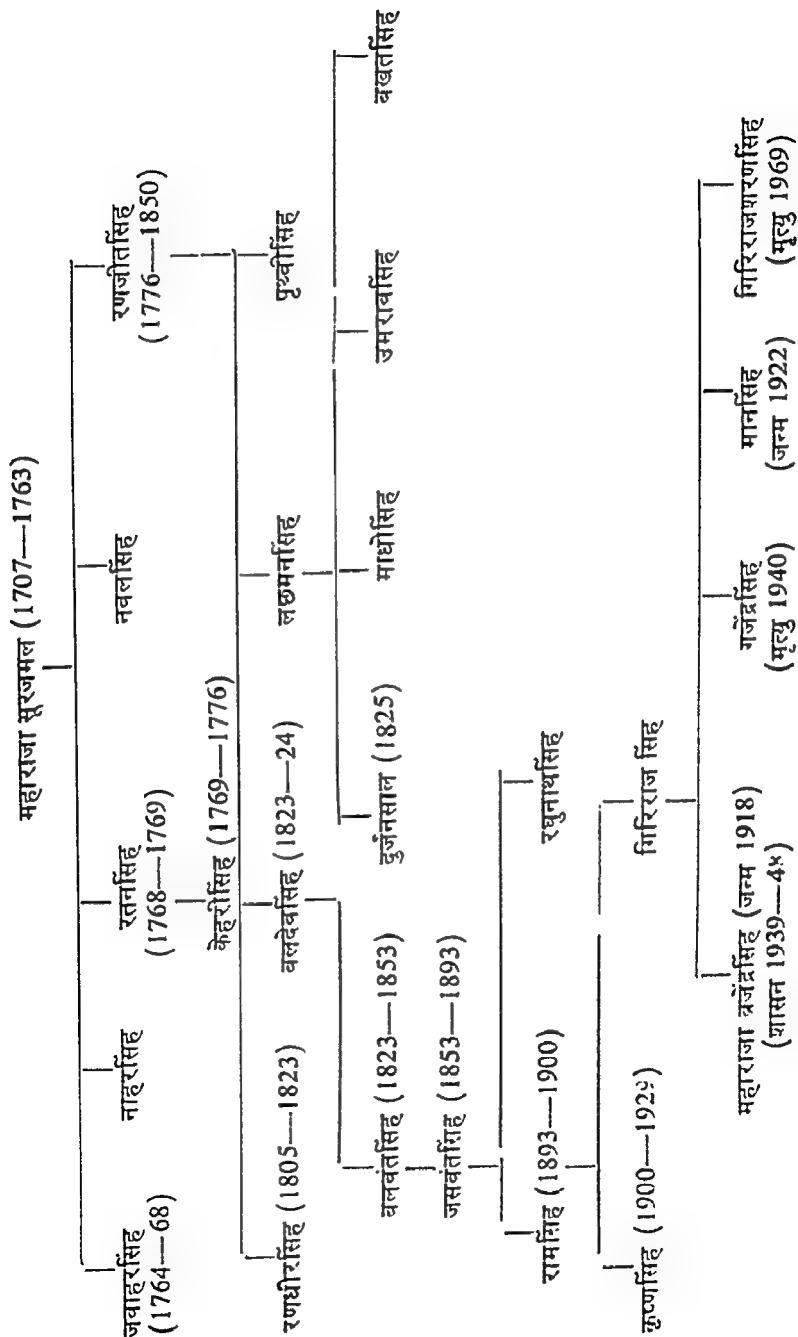 महाराजा सूरजमल (1707—1763)
जवाहरसिंह
(1764—68)
नाहरसिंह
रतनसिंह
(1768—1769)
नवलसिंह
रणजीतसिंह
(1776—1850)
केहरीसिंह (1769—1776)
रणधीरसिंह (1805—1823)
बलदेवसिंह (1823—24)
लछमनसिंह
पृथ्वीसिंह
बलवंतसिंह (1823—1853)
दुर्जनसाल (1825)
माधोसिंह
उमरावसिंह
बखतसिंह
जसवंतसिंह (1853—1893)
रामसिंह (1893—1900)
रघुनाथसिंह
कृष्णसिंह (1900—1929)
गिरिराज सिंह
महाराजा ब्रजेंद्रसिंह (जन्म 1918)
(शासन 1939—
गजेंद्रसिंह
(मृत्यु 1940)
मानसिंह
(जन्म 1922)
गिरिराजशरणसिंह
(मृत्यु 1969)